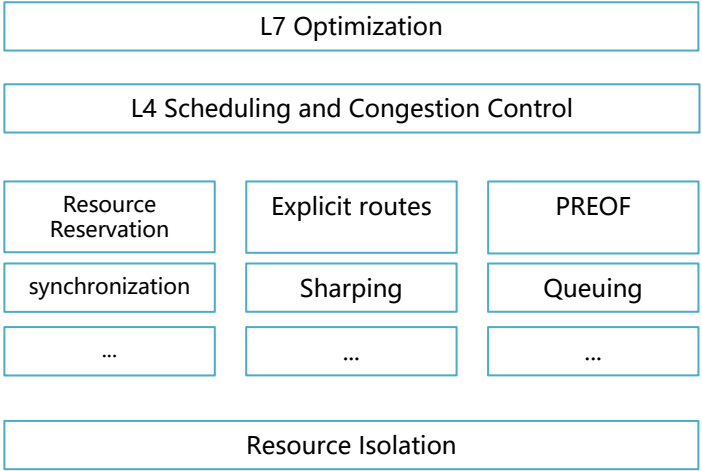 L7 Optimization
L4 Scheduling and Congestion Control
Resource
Reservation
Explicit routes
PREOF
synchronization
Sharping
Queuing
...
...
...
Resource Isolation